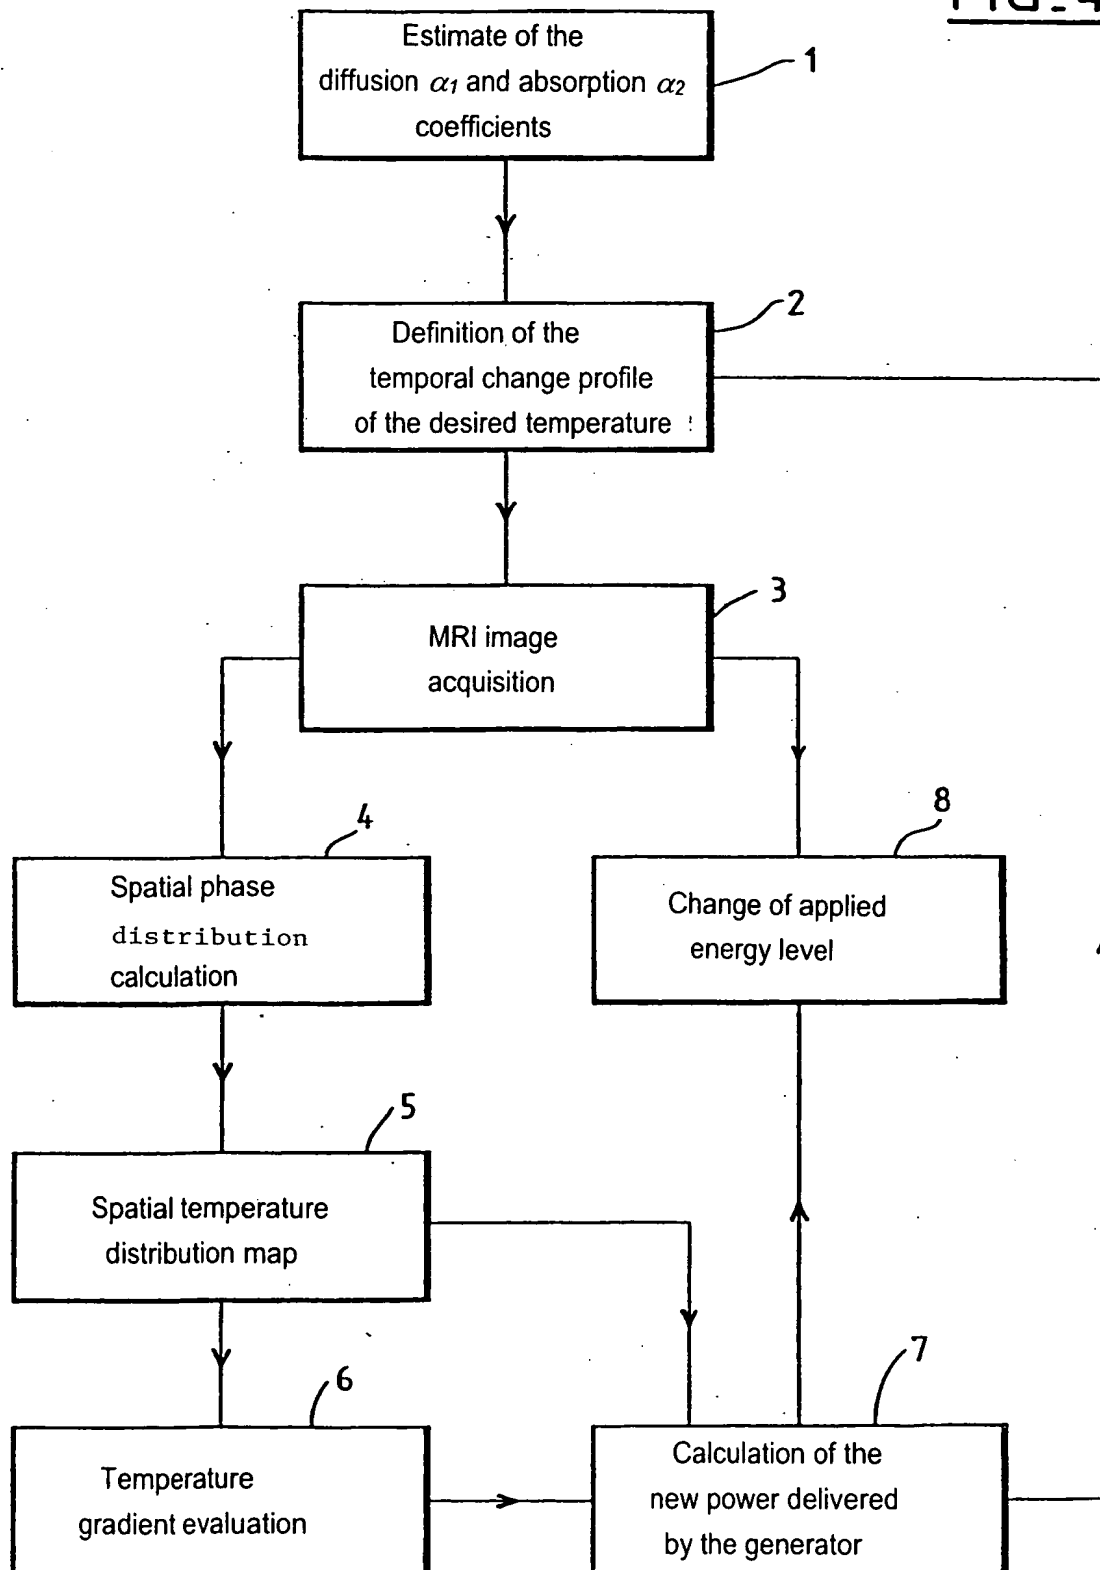 FIG_4
Estimate of the
diffusion α1 and absorption α2
coefficients
1
Definition of the
temporal change profile
of the desired temperature
2
MRI image
acquisition
3
4
Spatial phase
distribution
calculation
8
Change of applied
energy level
5
Spatial temperature
distribution map
6
Temperature
gradient evaluation
7
Calculation of the
new power delivered
by the generator